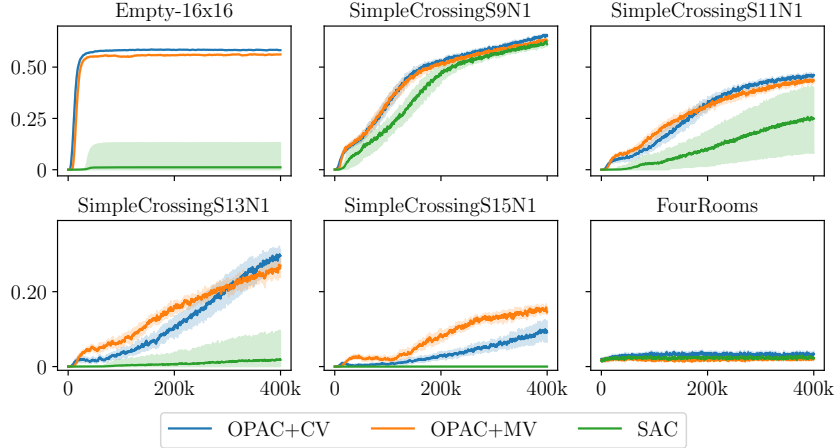 Empty-16x16
SimpleCrossingS9N1
SimpleCrossingS11N1
0.50
0.25
0
SimpleCrossingS13N1
SimpleCrossingS15N1
FourRooms
0.20
0
0 200k 400k
0 200k 400k
0 200k 400k
OPAC+CV OPAC+MV SAC